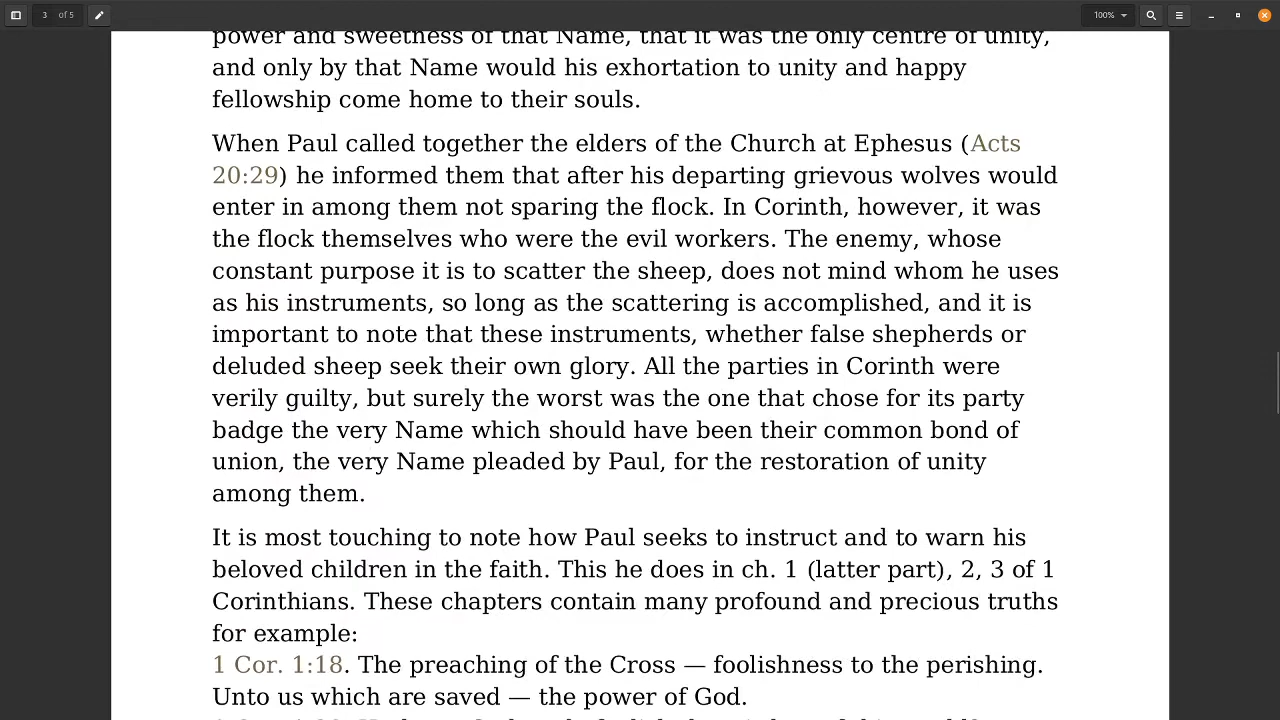 3 of 5
100%
power and sweetness of that Name, that it was the only centre of unity,
and only by that Name would his exhortation to unity and happy
fellowship come home to their souls.
When Paul called together the elders of the Church at Ephesus (Acts
20:29) he informed them that after his departing grievous wolves would
enter in among them not sparing the flock. In Corinth, however, it was
the flock themselves who were the evil workers. The enemy, whose
constant purpose it is to scatter the sheep, does not mind whom he uses
as his instruments, so long as the scattering is accomplished, and it is
important to note that these instruments, whether false shepherds or
deluded sheep seek their own glory. All the parties in Corinth were
verily guilty, but surely the worst was the one that chose for its party
badge the very Name which should have been their common bond of
union, the very Name pleaded by Paul, for the restoration of unity
among them.
It is most touching to note how Paul seeks to instruct and to warn his
beloved children in the faith. This he does in ch. 1 (latter part), 2, 3 of 1
Corinthians. These chapters contain many profound and precious truths
for example:
1 Cor. 1:18. The preaching of the Cross — foolishness to the perishing.
Unto us which are saved — the power of God.